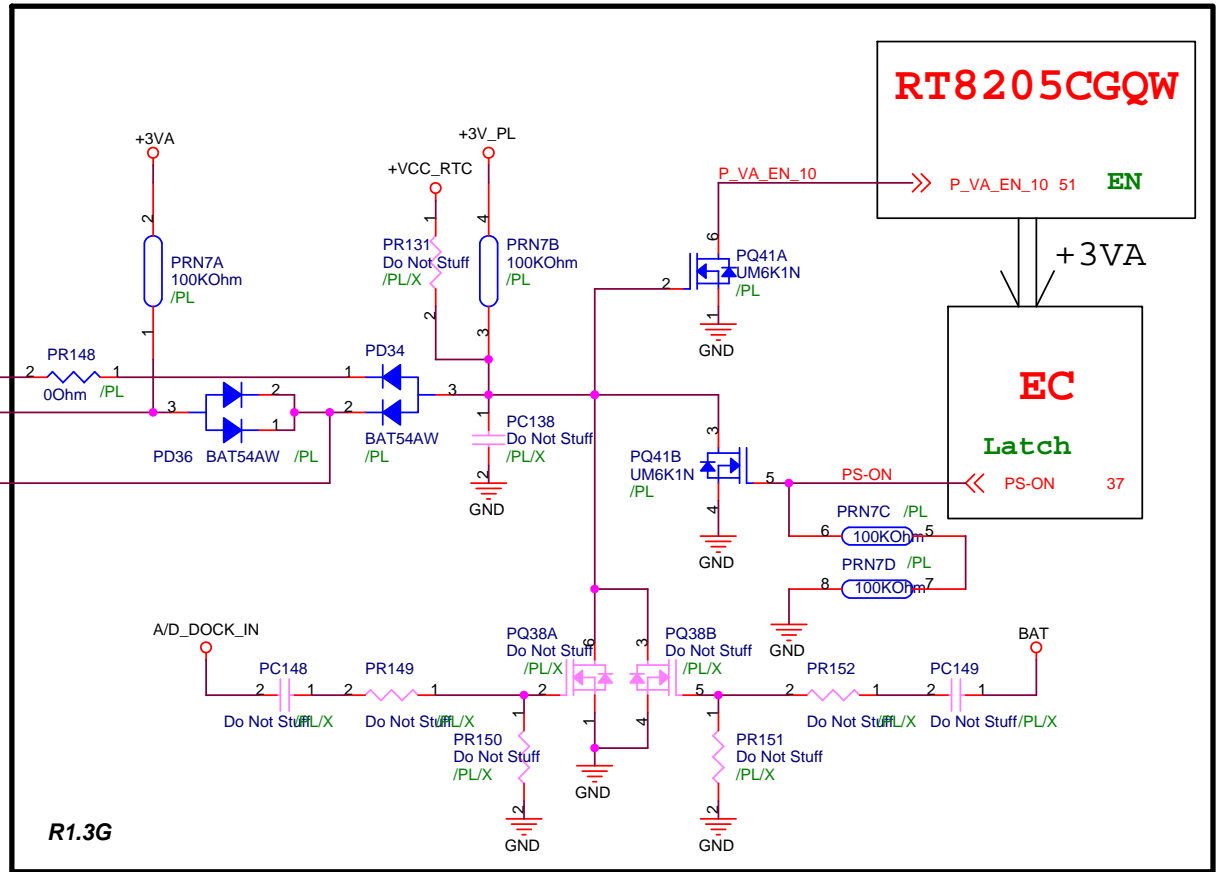 RT8205CGQW
P_VA_EN_10 51 EN
+3VA
EC
Latch
PS-ON 37
+3VA
+VCC_RTC
+3V_PL
P_VA_EN_10
2
PRN7A
100KOhm
/PL
1
1
PR131
Do Not Stuff
/PL/X
2
4
PRN7B
100KOhm
/PL
3
6
PQ41A
UM6K1N
/PL
2
1
GND
PR148
2 1
0Ohm /PL
PD34
1
3
2
BAT54AW
/PL
3
2
1
PD36 BAT54AW /PL
1
PC138
Do Not Stuff
/PL/X
2
GND
3
PQ41B
UM6K1N
/PL
5
4
GND
PS-ON
PRN7C /PL
6 100KOhm 5
PRN7D /PL
8 100KOhm 7
GND
A/D_DOCK_IN
PC148
2 1
Do Not Stuff /PL/X
PR149
2 1
Do Not Stuff /PL/X
PQ38A
Do Not Stuff
/PL/X
6
2
1
PQ38B
Do Not Stuff
/PL/X
3
5
4
GND
1
PR150
Do Not Stuff
/PL/X
2
GND
1
PR151
Do Not Stuff
/PL/X
2
GND
PR152
2 1
Do Not Stuff /PL/X
PC149
2 1
Do Not Stuff /PL/X
BAT
R1.3G